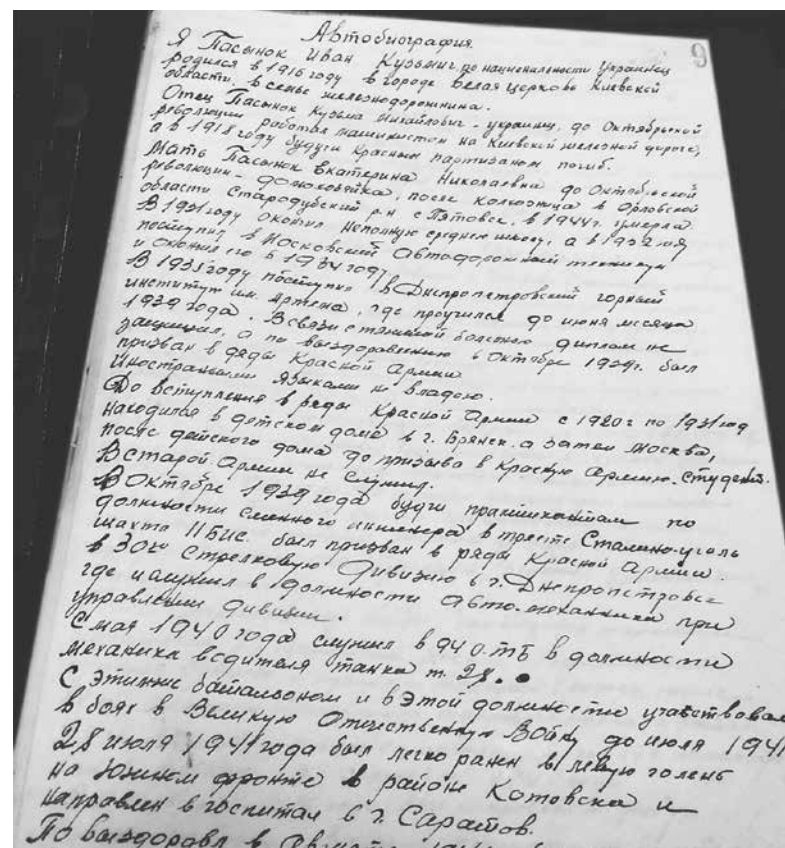 Автобиография.
9
Я Пасынок Иван Кузьмич, по национальности Украинец
родился в 1916 году в городе Белая Церковь Киевской
области, в семье железнодорожника.
Отец Пасынок Кузьма Михайлович - украинец, до Октябрьской
революции работал машинистом на Киевской железной дороге,
а в 1918 году будучи красным партизаном погиб.
Мать Пасынок Екатерина Николаевна до Октябрьской
революции - домохозяйка, после колхозница в Орловской
области Стародубский р-н с. Пятовск, в 1944 г. умерла
В 1931 году окончил неполную среднюю школу, а в 1932 году
поступил в Московский Автодорожный техникум
и окончил его в 1934 году.
В 1935 году поступил в Днепропетровский горный
институт им. Артема, где проучился до июня месяца
1939 года. В связи с тяжелой болезнью диплом не
защищал, а по выздоровлению в Октябре 1939 г. был
призван в ряды Красной Армии
Иностранными языками не владею.
До вступления в ряды Красной Армии с 1920 г по 1931 год
находился в детском доме в г. Брянск а затем Москва,
после детского дома до призыва в Красную армию - студент.
В старой Армии не служил.
В Октябре 1939 года будучи практикантом по
должности сменного инженера в тресте Сталино-уголь
шахта был призван в ряды Красной Армии.
в 30ю Стрелковую Дивизию в г. Днепропетровск
где и служил в должности Авто-механика при
управлении дивизии.
С мая 1940 года служил в 94 о.тб в должности
механика водителя танка т. 28.
С этим же батальоном и в этой должности участвовал
в боях в Великую Отечественную Войну до июля 1941
28 июля 1941 года был легко ранен в левую голень
на Южном фронте в районе Котовска и
направлен в госпиталь в г. Саратов.
По выздоровл в